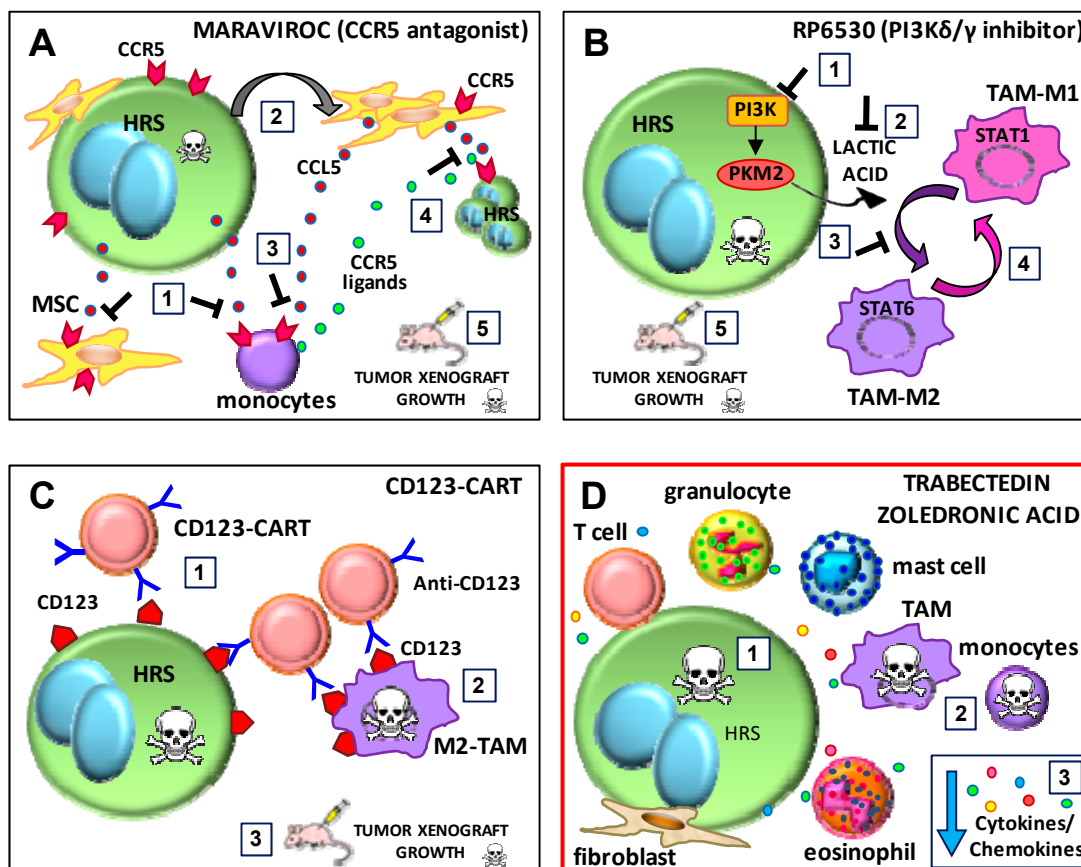 A
MARAVIROC (CCR5 antagonist)
CCR5
HRS
2
CCR5
CCL5
4
HRS
3
CCR5
ligands
MSC
1
5
monocytes
TUMOR XENOGRAFT
GROWTH
B
RP6530 (PI3Kδ/γ inhibitor)
1
HRS
PI3K
2
TAM-M1
STAT1
LACTIC
ACID
PKM2
3
4
STAT6
5
TUMOR XENOGRAFT
GROWTH
TAM-M2
C
CD123-CART
CD123-CART
1
Anti-CD123
CD123
HRS
CD123
2
M2-TAM
3
TUMOR XENOGRAFT
GROWTH
D
TRABECTEDIN
ZOLEDRONIC ACID
granulocyte
T cell
mast cell
TAM
1
monocytes
HRS
2
3
Cytokines/
Chemokines
fibroblast
eosinophil